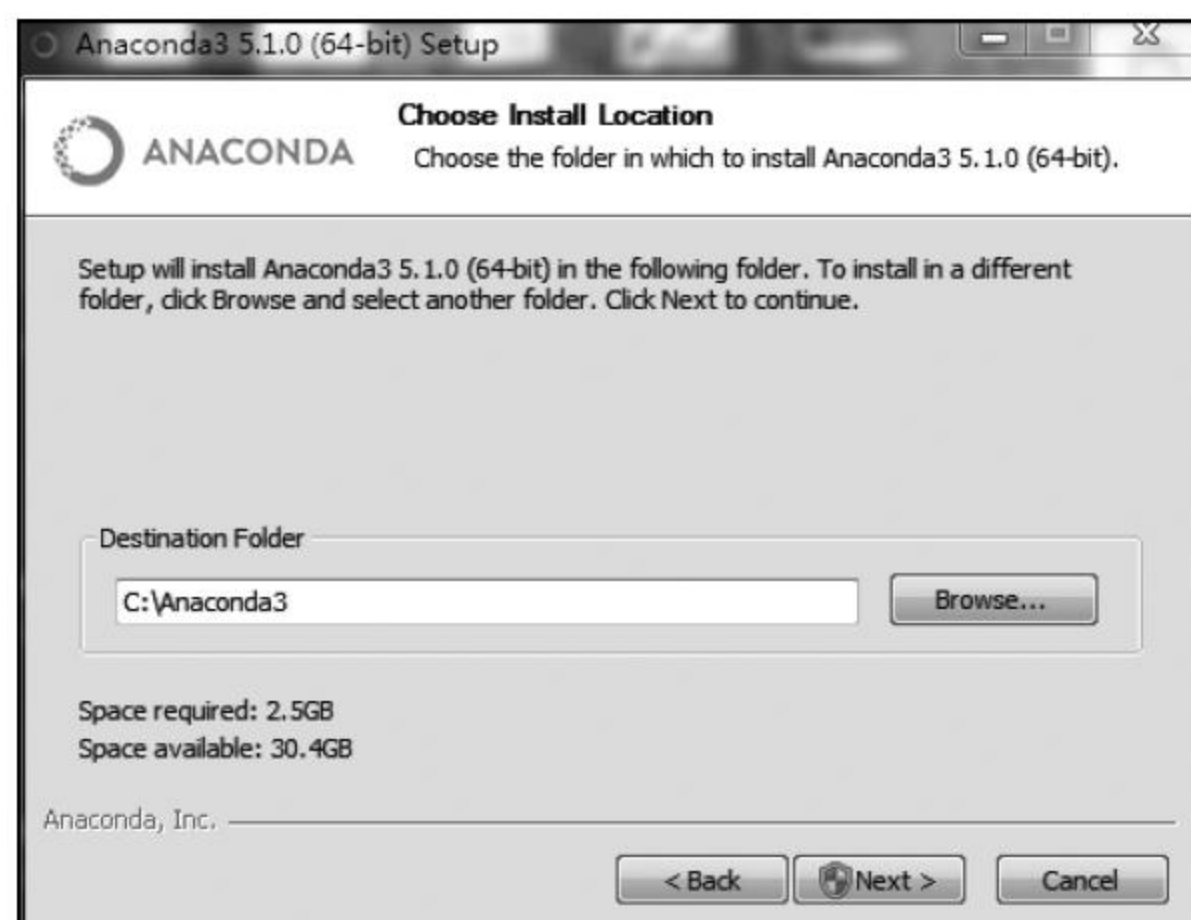 Anaconda3 5.1.0 (64-bit) Setup
ANACONDA
Choose Install Location
Choose the folder in which to install Anaconda3 5.1.0 (64-bit).
Setup will install Anaconda3 5.1.0 (64-bit) in the following folder. To install in a different
folder, click Browse and select another folder. Click Next to continue.
Destination Folder
C:\Anaconda3
Browse...
Space required: 2.5GB
Space available: 30.4GB
Anaconda, Inc.
< Back
Next >
Cancel